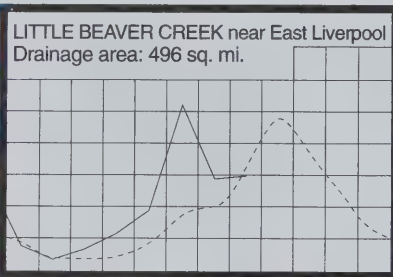 LITTLE BEAVER CREEK near East Liverpool
Drainage area: 496 sq. mi.